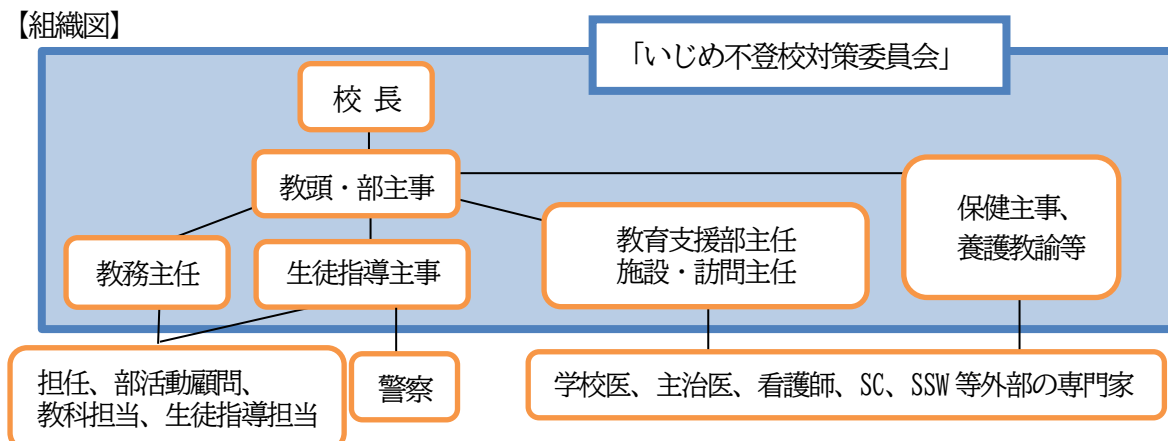 【組織図】
「いじめ不登校対策委員会」
校 長
教頭・部主事
保健主事、
養護教諭等
教育支援部主任
施設・訪問主任
教務主任
生徒指導主事
担任、部活動顧問、
教科担当、生徒指導担当
警察
学校医、主治医、看護師、SC、SSW 等外部の専門家